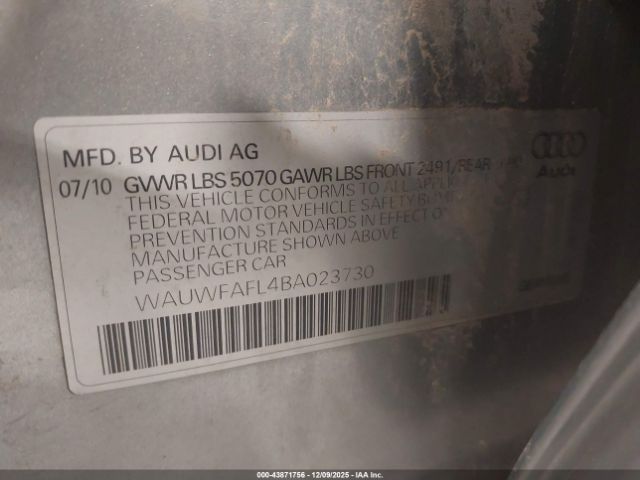 MFD. BY AUDI AG
07/10 GVWR LBS 5070 GAWR LBS FRONT 2491/REAR
THIS VEHICLE CONFORMS TO ALL
FEDERAL MOTOR VEHICLE SAFETY
PREVENTION STANDARDS IN EFFECT
MANUFACTURE SHOWN ABOVE
PASSENGER CAR
WAUWFAFL4BA023730
Audi
000-43871756 | 12/09/2025 | IAA Inc.